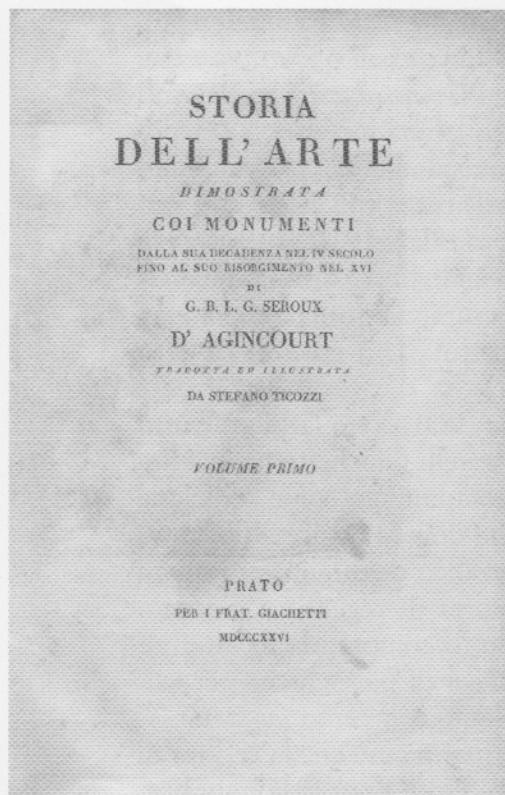 STORIA
DELL' ARTE
DIMOSTRATA
COI MONUMENTI
DALLA SUA DECADENZA NEL IV SECOLO
FINO AL SUO RISORGIMENTO NEL XVI
DI
G. B. L. G. SEROUX
D' AGINCOURT
TRADOTTA ED ILLUSTRATA
DA STEFANO TICOZZI
VOLUME PRIMO
PRATO
PER I FRAT. GIACHETTI
MDCCCXXVI